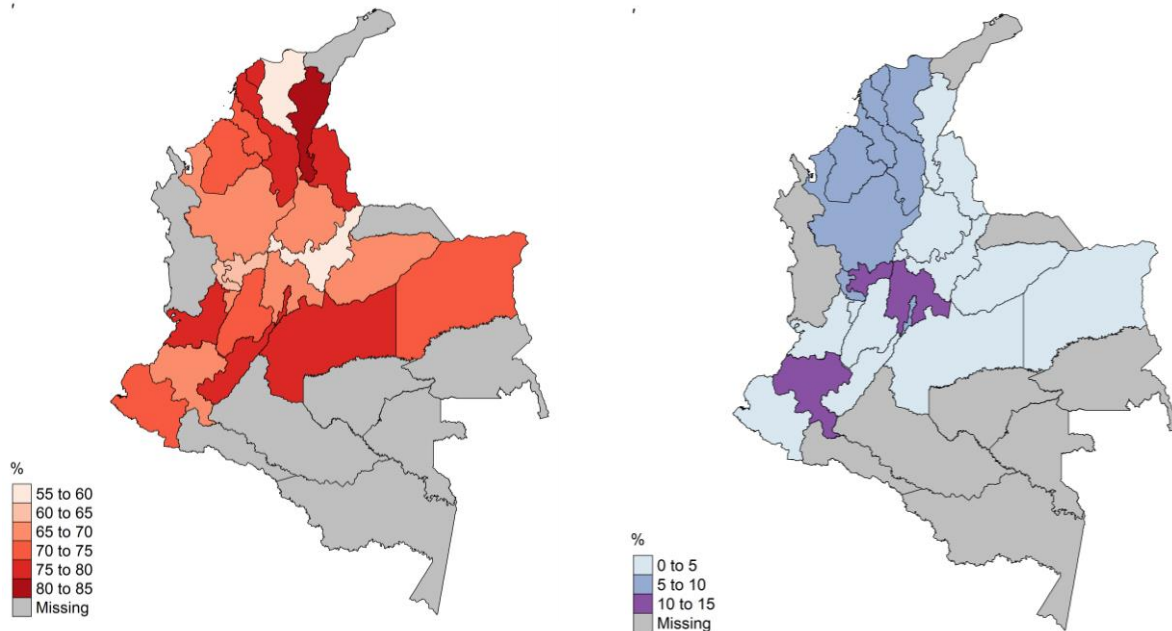 %
55 to 60
60 to 65
65 to 70
70 to 75
75 to 80
80 to 85
Missing
%
0 to 5
5 to 10
10 to 15
Missing